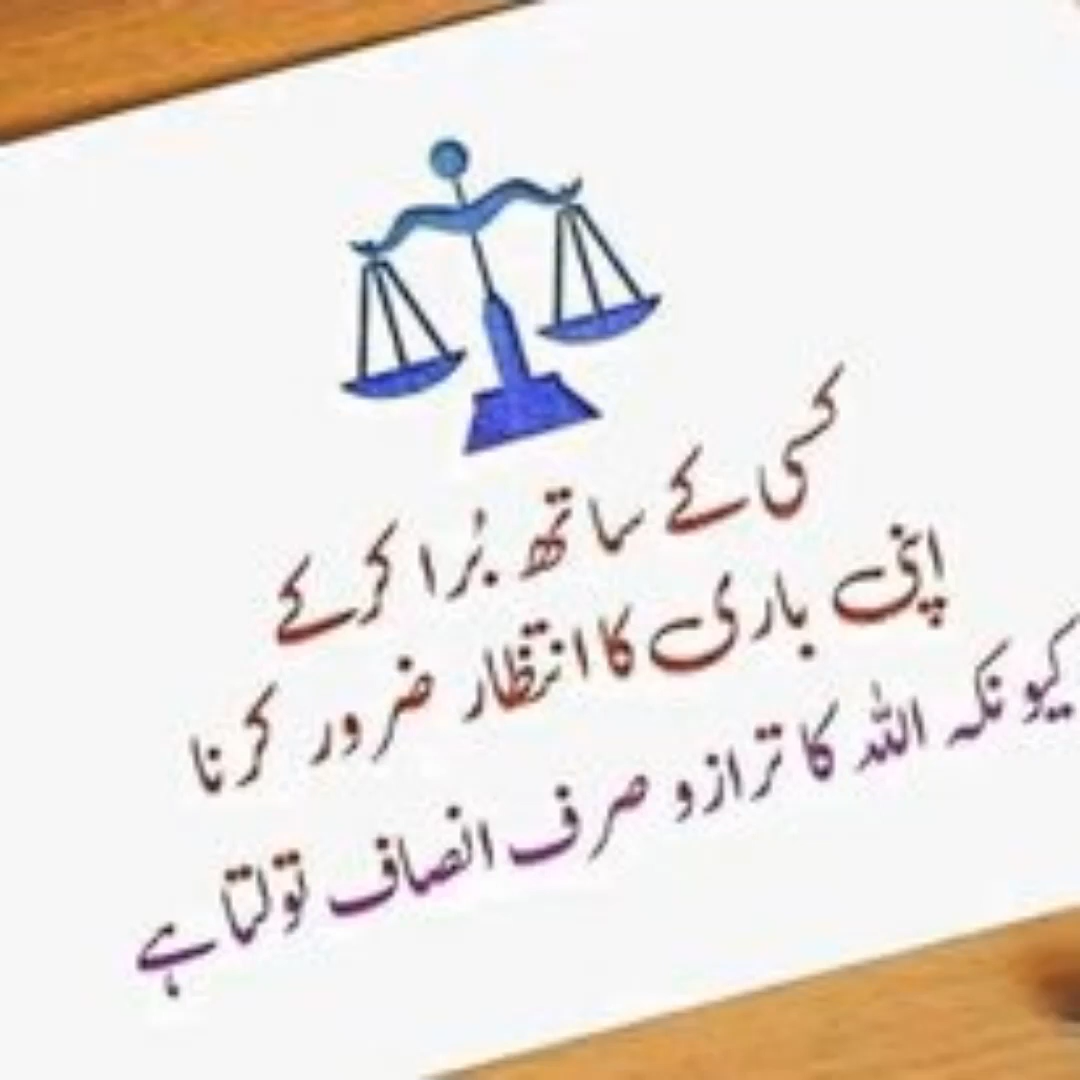 کسی کے ساتھ بُرا کر کے
اپنی باری کا انتظار ضرور کرنا
کیونکہ اللہ کا ترازو صرف انصاف تولتا ہے